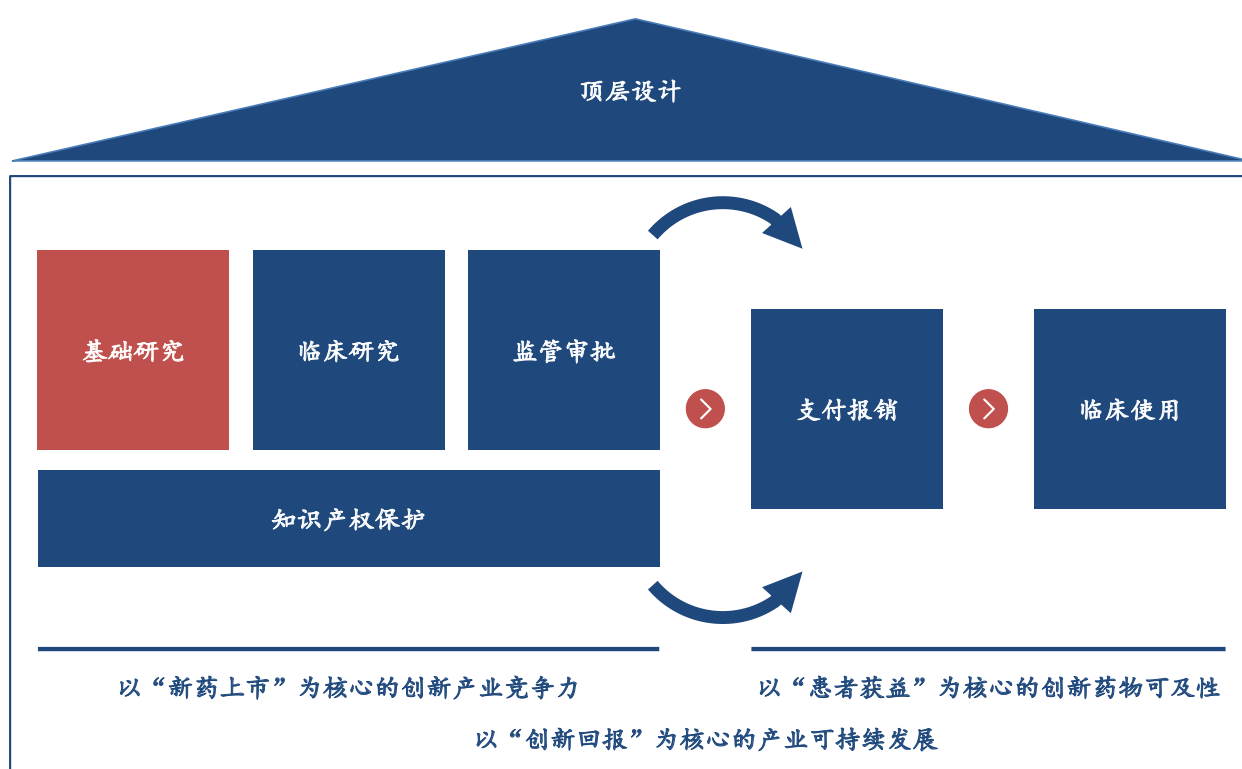 顶层设计
基础研究
临床研究
监管审批
支付报销
临床使用
知识产权保护
以“新药上市”为核心的创新产业竞争力
以“患者获益”为核心的创新药物可及性
以“创新回报”为核心的产业可持续发展